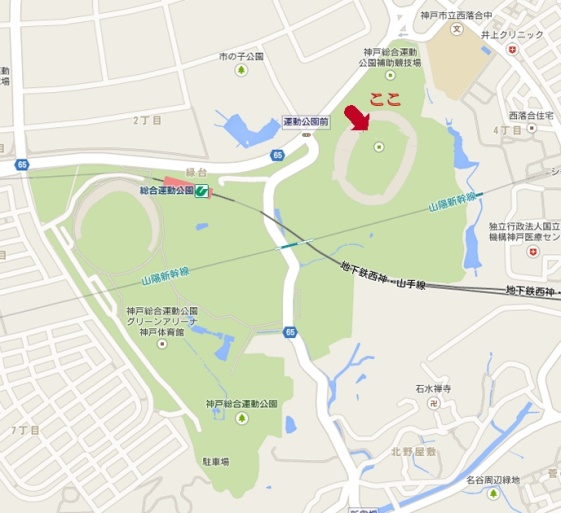 神戸市立西落合中
文
井上クリニック
神戸総合運動
公園補助競技場
市の子公園
ここ
運動公園前
2丁目
西落合住宅
4丁目
65
65
緑台
総合運動公園
山陽新幹線
独立行政法人国立
機構神戸医療セン
山陽新幹線
地下鉄西神・山手線
地下鉄西神・
神戸総合運動公園
グリーンアリーナ
神戸体育館
65
石水禅寺
卍
神戸総合運動公園
7丁目
北野屋敷
駐車場
名谷周辺緑地